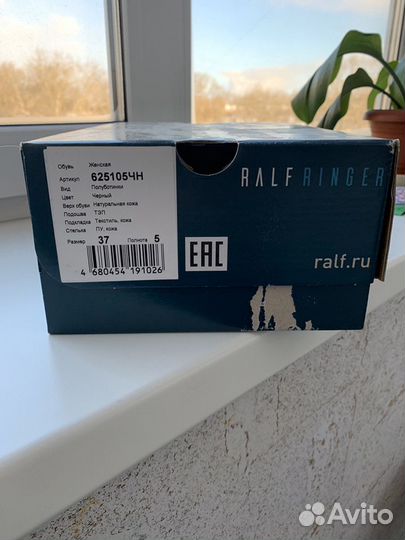 Обувь Женская
Артикул 625105ЧН
Вид Полуботинки
Цвет Черный
Верх обуви Натуральная кожа
Подошва ТЭП
Подкладка Текстиль, кожа
Стелька ПУ, кожа
Размер 37 Полнота 5
4 680454 191026
EAC
RALF RINGER
ralf.ru
Avito